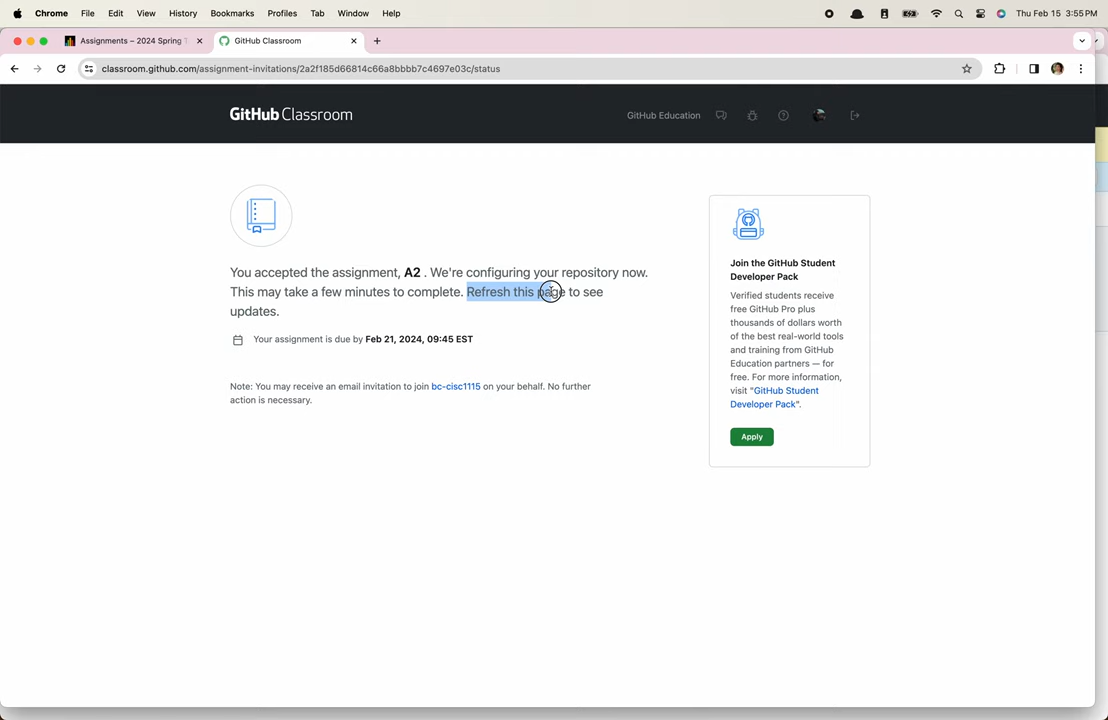 Chrome File Edit View History Bookmarks Profiles Tab Window Help Thu Feb 15 3:55 PM
Assignments – 2024 Spring
GitHub Classroom
classroom.github.com/assignment-invitations/2a2f185d66814c66a8bbbb7c4697e03c/status
GitHub Classroom
GitHub Education
You accepted the assignment, A2 . We're configuring your repository now.
This may take a few minutes to complete. Refresh this page to see
updates.
Your assignment is due by Feb 21, 2024, 09:45 EST
Note: You may receive an email invitation to join bc-cisc1115 on your behalf. No further
action is necessary.
Join the GitHub Student
Developer Pack
Verified students receive
free GitHub Pro plus
thousands of dollars worth
of the best real-world tools
and training from GitHub
Education partners — for
free. For more information,
visit "GitHub Student
Developer Pack".
Apply